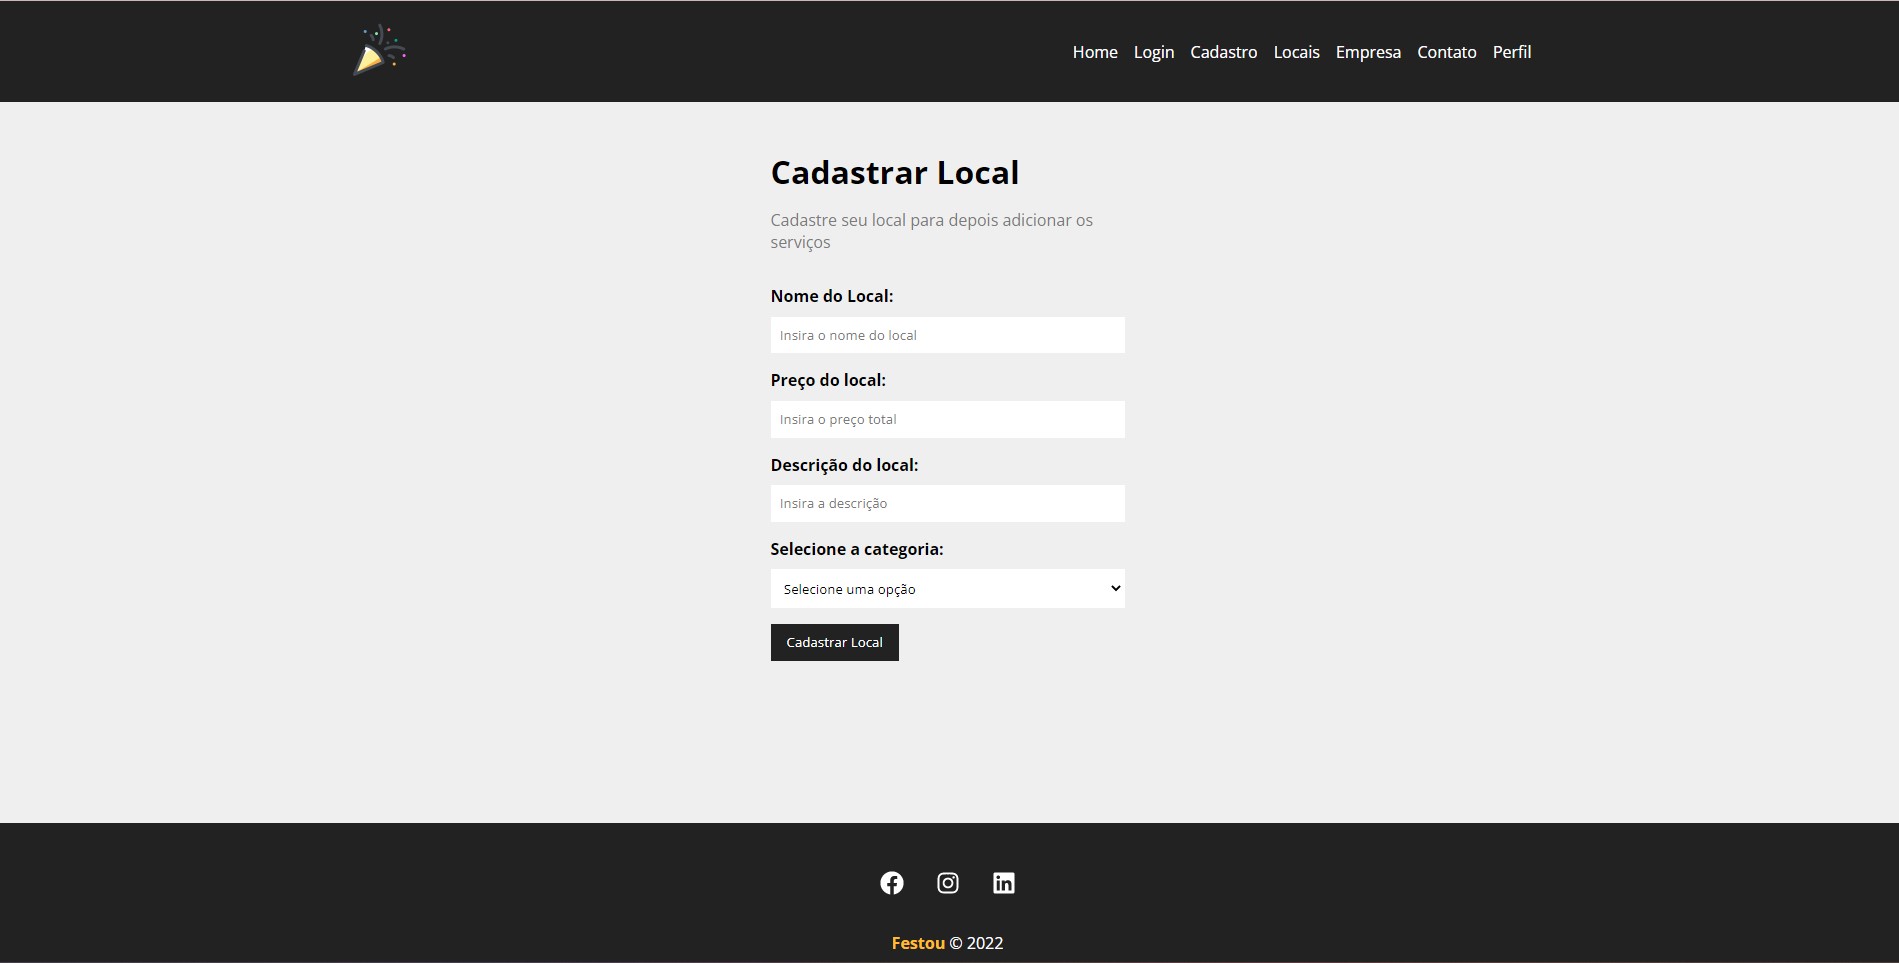 Home Login Cadastro Locais Empresa Contato Perfil
Cadastrar Local
Cadastre seu local para depois adicionar os
serviços
Nome do Local:
Insira o nome do local
Preço do local:
Insira o preço total
Descrição do local:
Insira a descrição
Selecione a categoria:
Selecione uma opção
Cadastrar Local
Festou © 2022